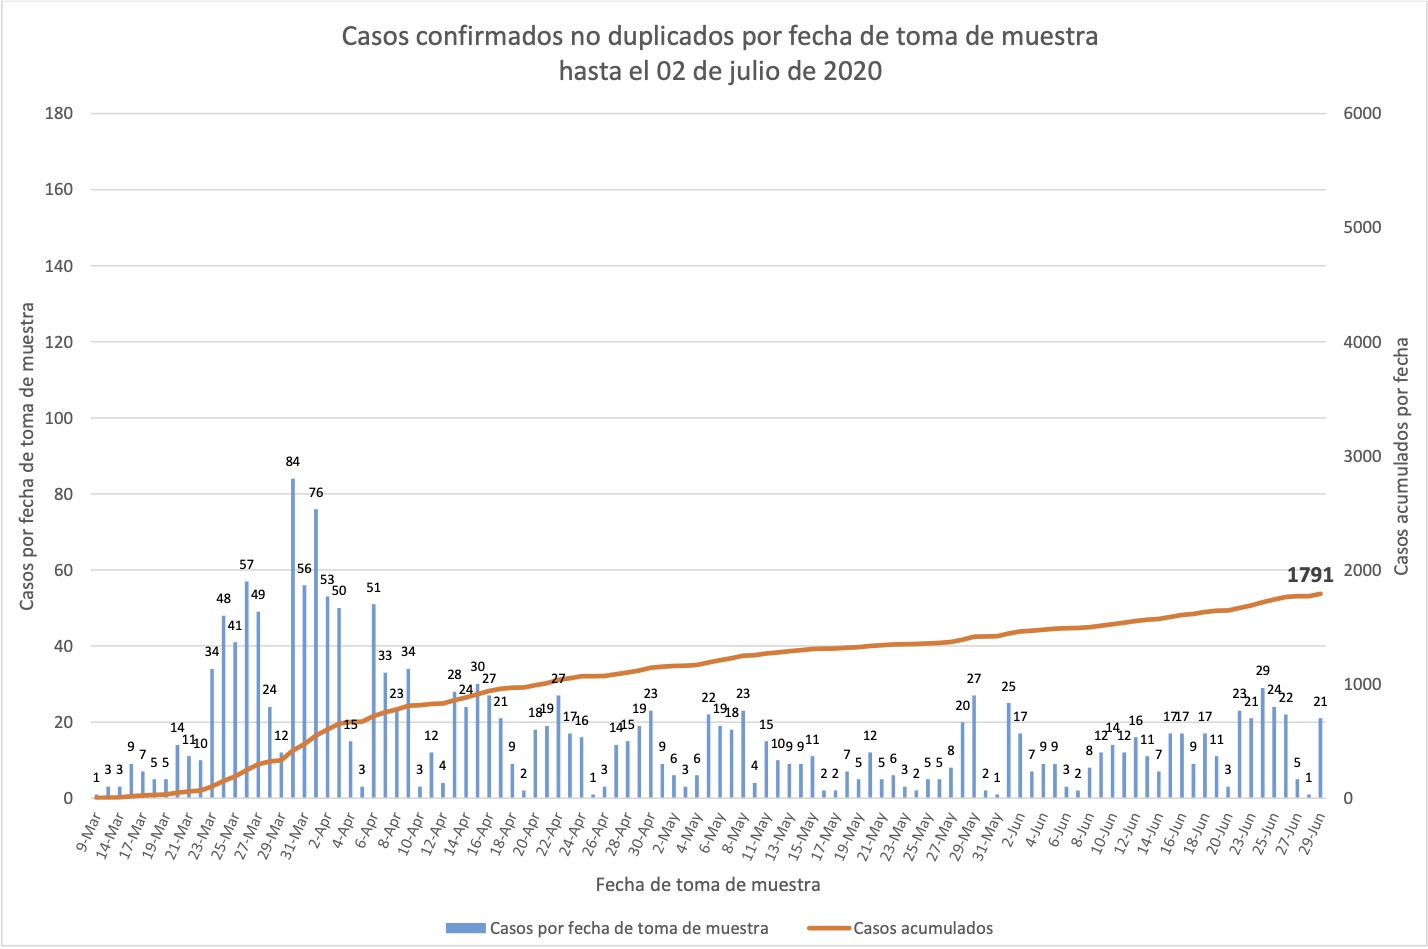 Casos confirmados no duplicados por fecha de toma de muestra
hasta el 02 de julio de 2020
180
160
140
120
100
80
60
40
20
0
Casos por fecha de toma de muestra
6000
5000
4000
3000
2000
1000
0
Casos acumulados por fecha
1 3 3 9 7 5 5 14 11 10 34 48 41 57 49 24 12 84 56 76 53 50 15 3 51 33 23 34 3 12 4 28 24 30 27 21 9 2 18 19 27 17 16 1 3 14 15 19 23 9 6 3 6 22 19 18 23 4 15 10 9 9 11 2 2 7 5 12 5 6 3 2 5 5 8 20 27 2 1 25 17 7 9 9 3 2 8 12 14 12 16 11 7 17 17 9 17 11 3 23 21 29 24 22 5 1 21
1791
9-Mar 14-Mar 17-Mar 19-Mar 21-Mar 23-Mar 25-Mar 27-Mar 29-Mar 31-Mar 2-Apr 4-Apr 6-Apr 8-Apr 10-Apr 12-Apr 14-Apr 16-Apr 18-Apr 20-Apr 22-Apr 24-Apr 26-Apr 28-Apr 30-Apr 2-May 4-May 6-May 8-May 11-May 13-May 15-May 17-May 19-May 21-May 23-May 25-May 27-May 29-May 31-May 2-Jun 4-Jun 6-Jun 8-Jun 10-Jun 12-Jun 14-Jun 16-Jun 18-Jun 20-Jun 23-Jun 25-Jun 27-Jun 29-Jun
Fecha de toma de muestra
Casos por fecha de toma de muestra
Casos acumulados